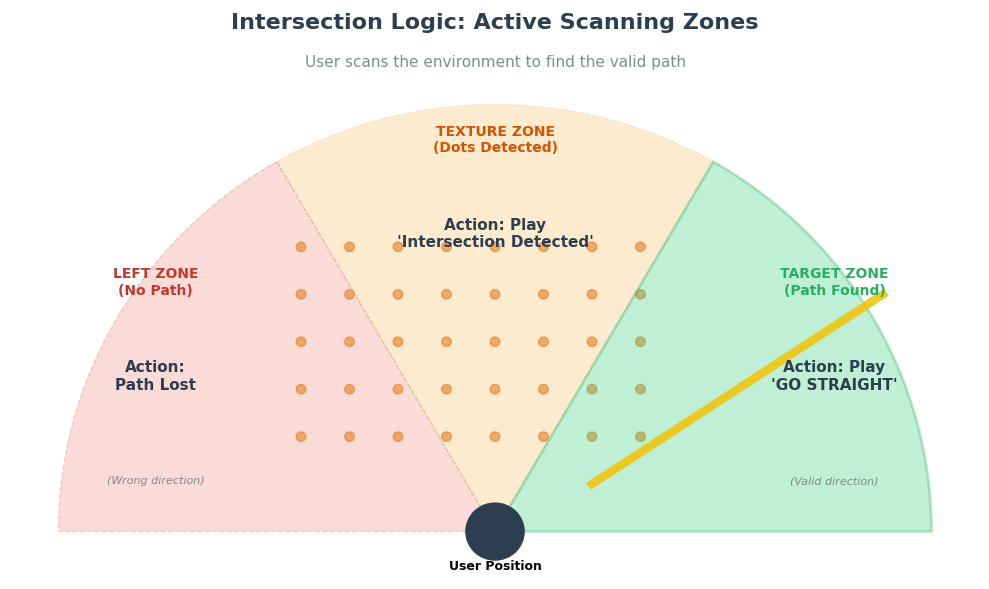 Intersection Logic: Active Scanning Zones
User scans the environment to find the valid path
TEXTURE ZONE
(Dots Detected)
Action: Play
'Intersection Detected'
LEFT ZONE
(No Path)
TARGET ZONE
(Path Found)
Action:
Path Lost
Action: Play
'GO STRAIGHT'
(Wrong direction)
(Valid direction)
User Position